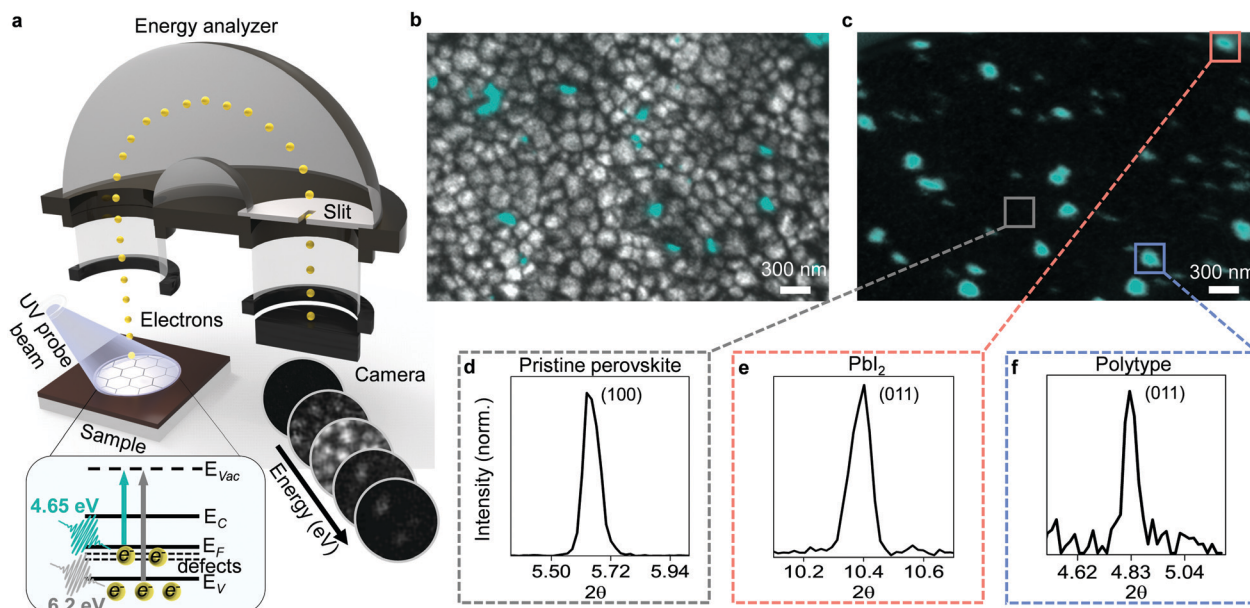 a
Energy analyzer
Slit
UV probe
beam
Electrons
Sample
Camera
Energy (eV)
E_Vac
4.65 eV
E_C
E_F
e⁻ e⁻
defects
E_V
e⁻ e⁻ e⁻
6.2 eV
b
300 nm
c
300 nm
d Pristine perovskite
(100)
Intensity (norm.)
5.50 5.72 5.94
2θ
e PbI₂
(011)
10.2 10.4 10.6
2θ
f Polytype
(011)
4.62 4.83 5.04
2θ